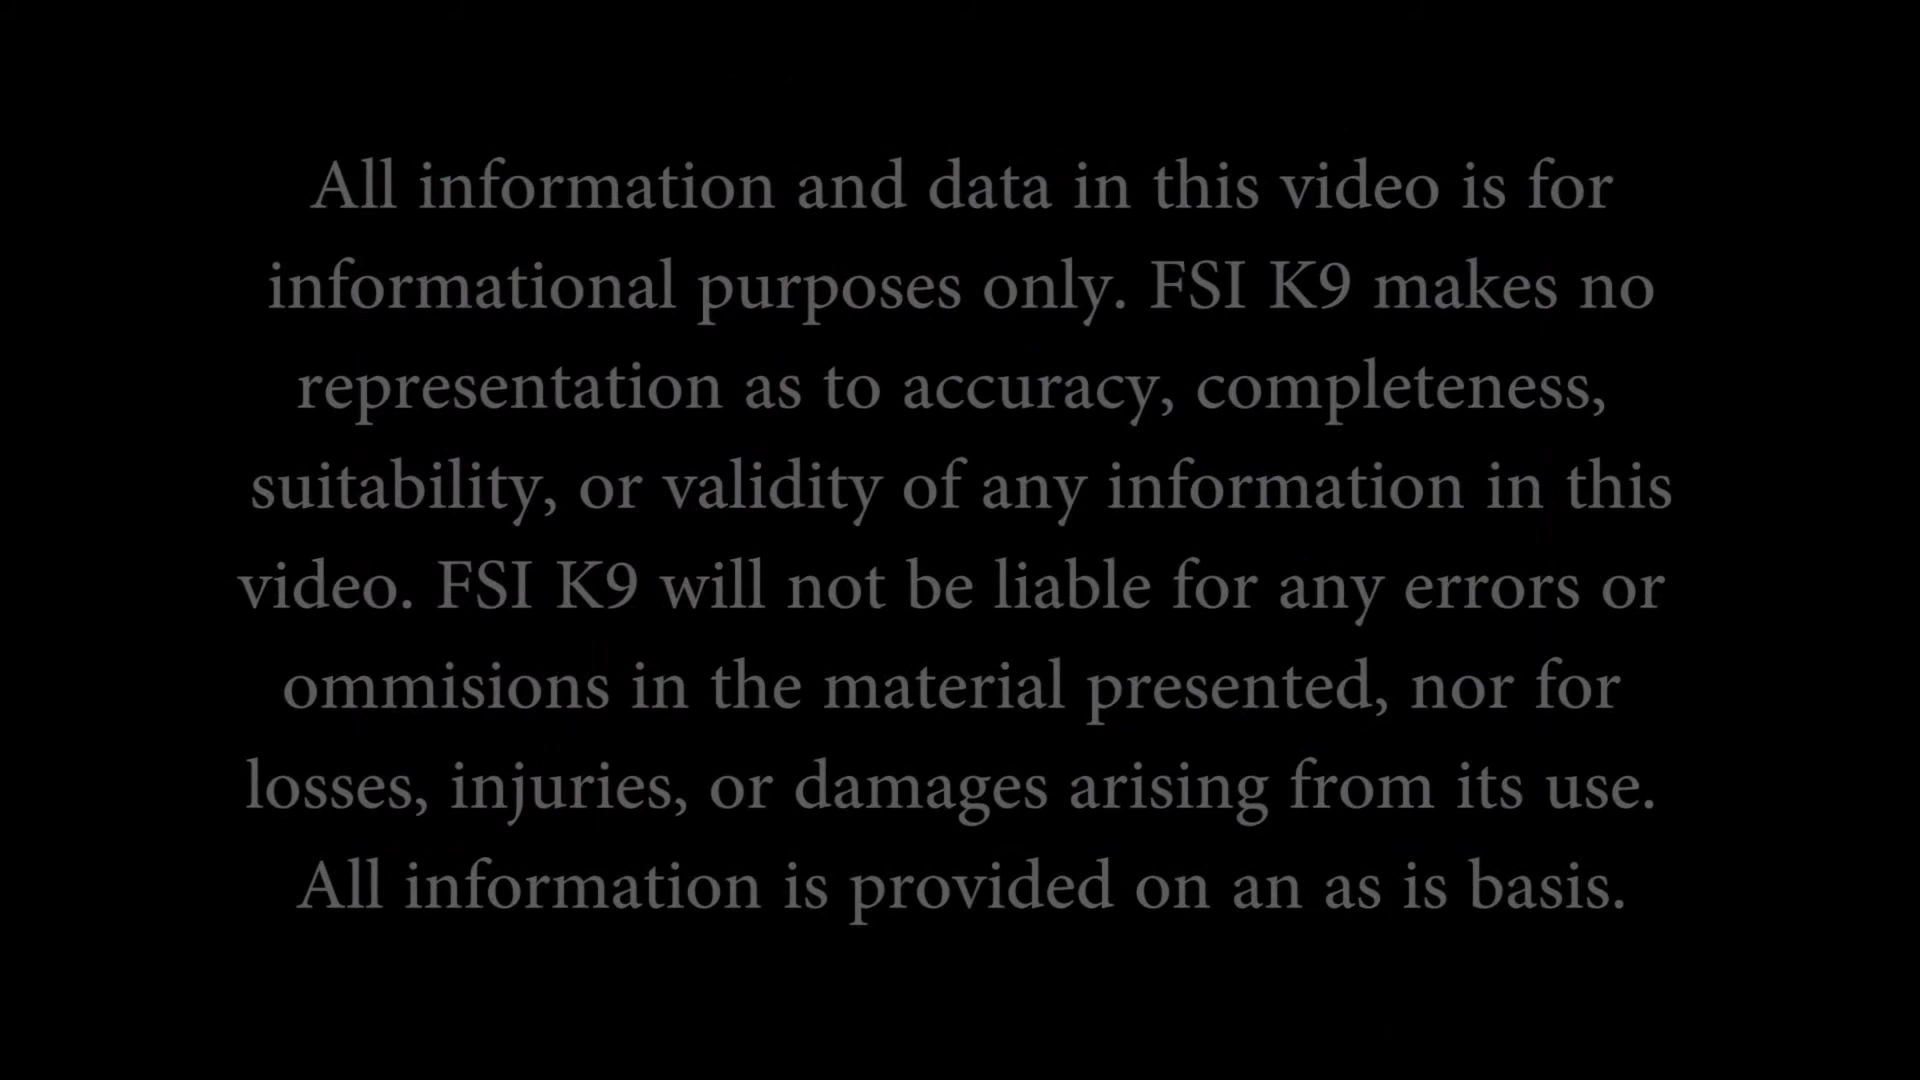 All information and data in this video is for
informational purposes only. FSI K9 makes no
representation as to accuracy, completeness,
suitability, or validity of any information in this
video. FSI K9 will not be liable for any errors or
ommisions in the material presented, nor for
losses, injuries, or damages arising from its use.
All information is provided on an as is basis.